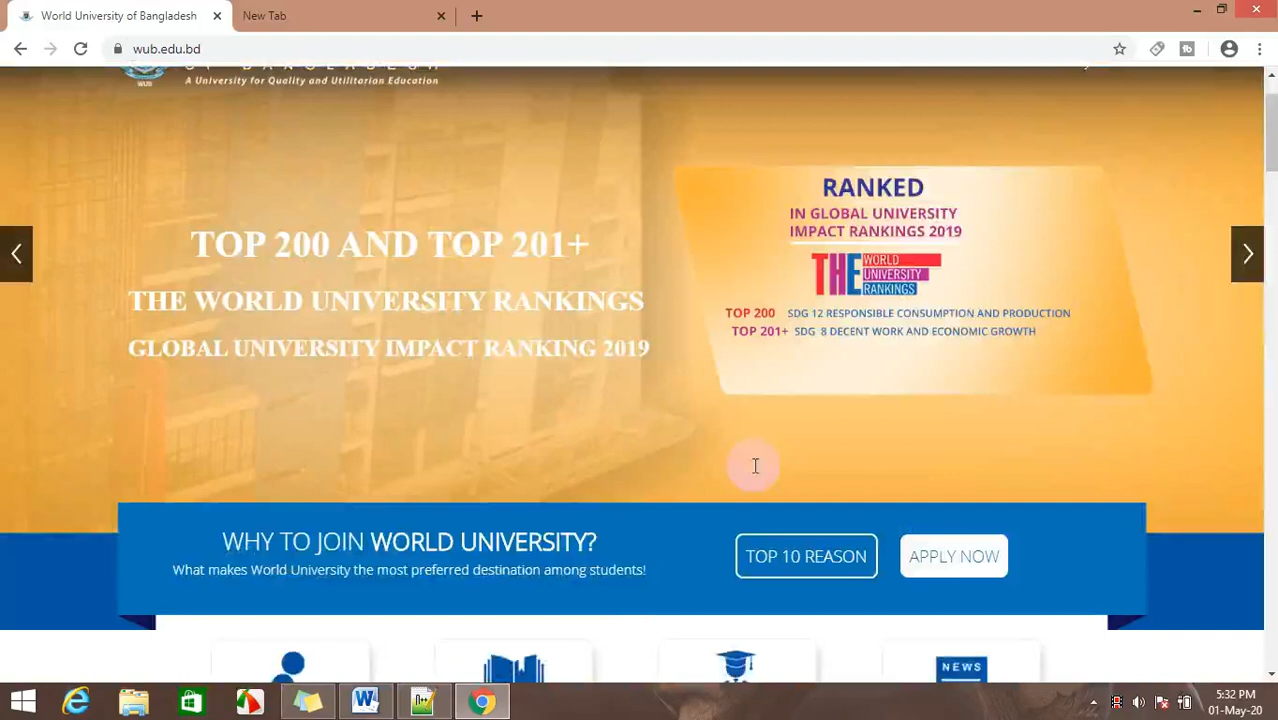 World University of Bangladesh
New Tab
wub.edu.bd
WUB
A University for Quality and Utilitarian Education
TOP 200 AND TOP 201+
THE WORLD UNIVERSITY RANKINGS
GLOBAL UNIVERSITY IMPACT RANKING 2019
RANKED
IN GLOBAL UNIVERSITY
IMPACT RANKINGS 2019
THE WORLD
UNIVERSITY
RANKINGS
TOP 200 SDG 12 RESPONSIBLE CONSUMPTION AND PRODUCTION
TOP 201+ SDG 8 DECENT WORK AND ECONOMIC GROWTH
WHY TO JOIN WORLD UNIVERSITY?
What makes World University the most preferred destination among students!
TOP 10 REASON
APPLY NOW
NEWS
5:32 PM
01-May-20